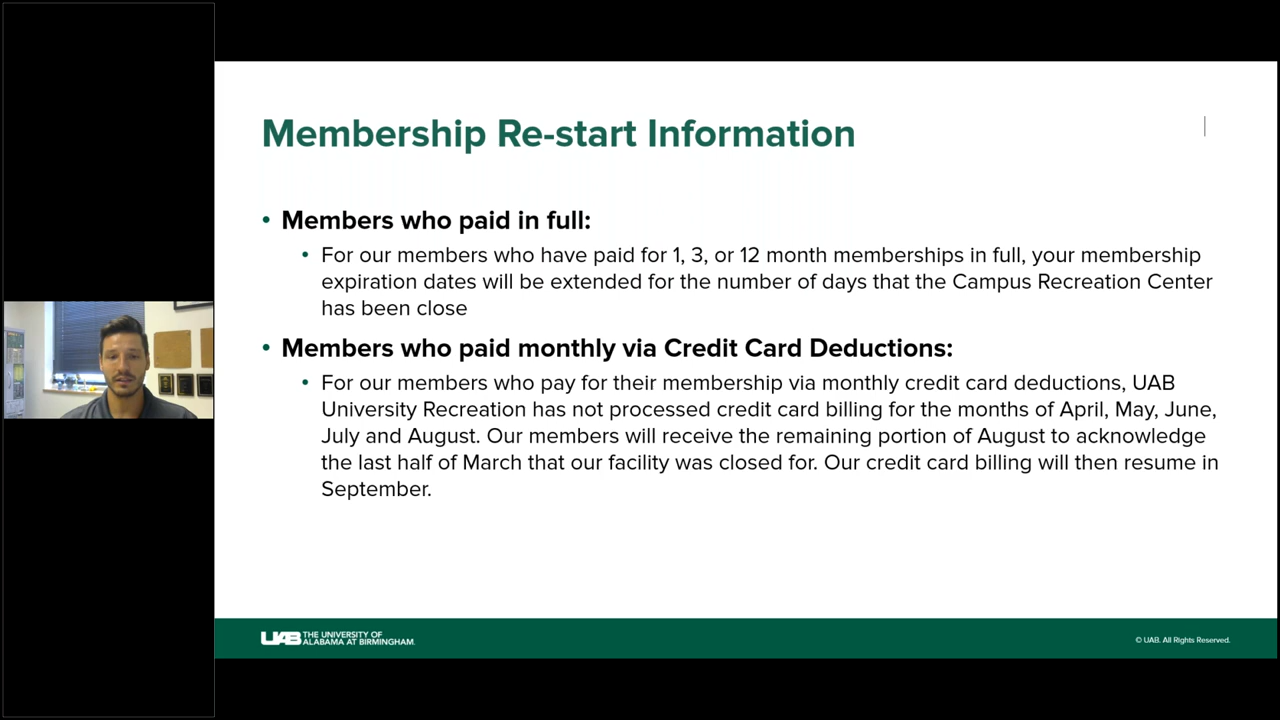 Membership Re-start Information
• Members who paid in full:
• For our members who have paid for 1, 3, or 12 month memberships in full, your membership
expiration dates will be extended for the number of days that the Campus Recreation Center
has been close
• Members who paid monthly via Credit Card Deductions:
• For our members who pay for their membership via monthly credit card deductions, UAB
University Recreation has not processed credit card billing for the months of April, May, June,
July and August. Our members will receive the remaining portion of August to acknowledge
the last half of March that our facility was closed for. Our credit card billing will then resume in
September.
UAB THE UNIVERSITY OF
ALABAMA AT BIRMINGHAM.
© UAB. All Rights Reserved.